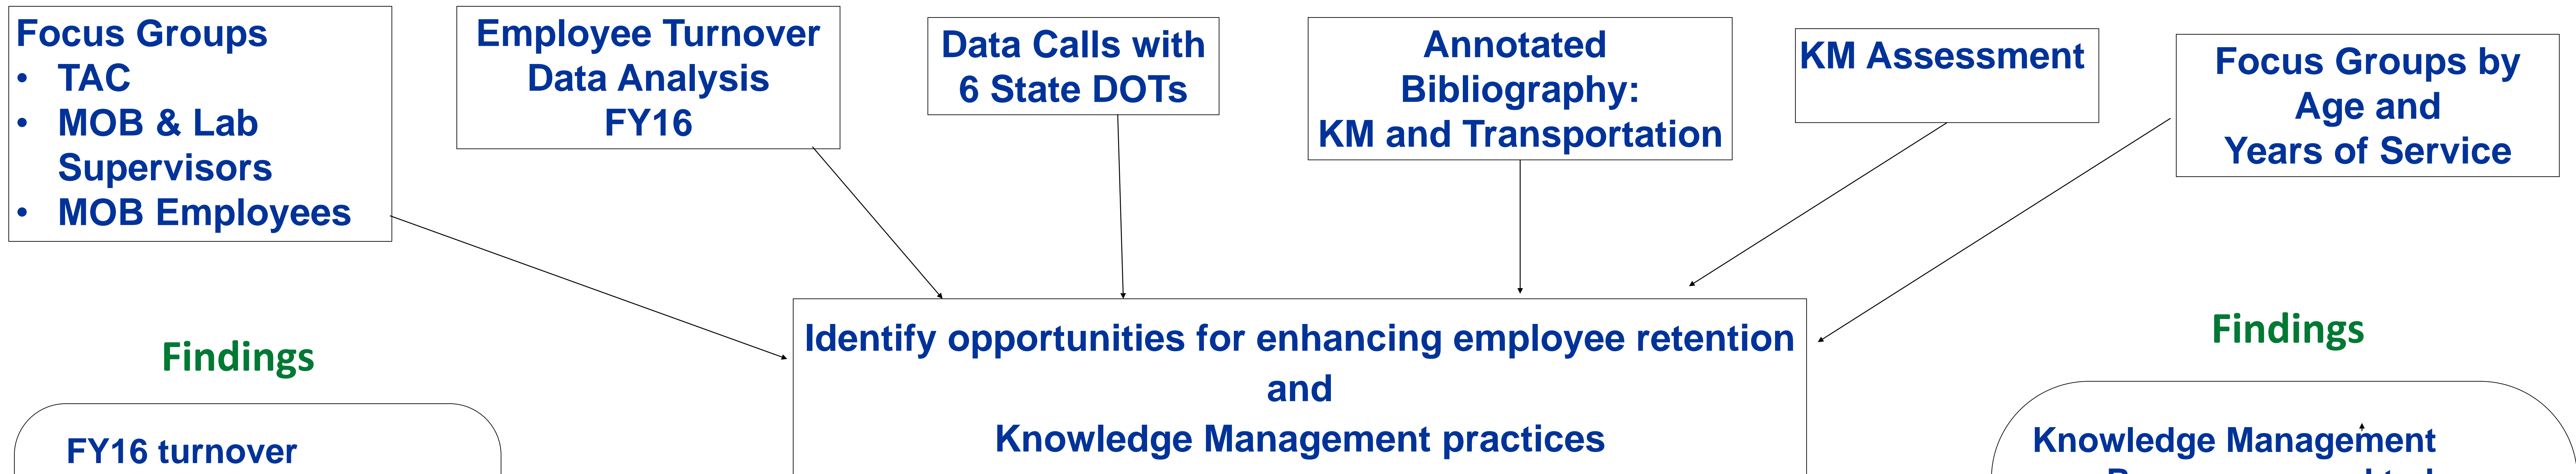 Focus Groups
• TAC
• MOB & Lab
Supervisors
• MOB Employees
Employee Turnover
Data Analysis
FY16
Data Calls with
6 State DOTs
Annotated
Bibliography:
KM and Transportation
KM Assessment
Focus Groups by
Age and
Years of Service
Identify opportunities for enhancing employee retention
and
Knowledge Management practices
Findings
FY16 turnover
Findings
Knowledge Management